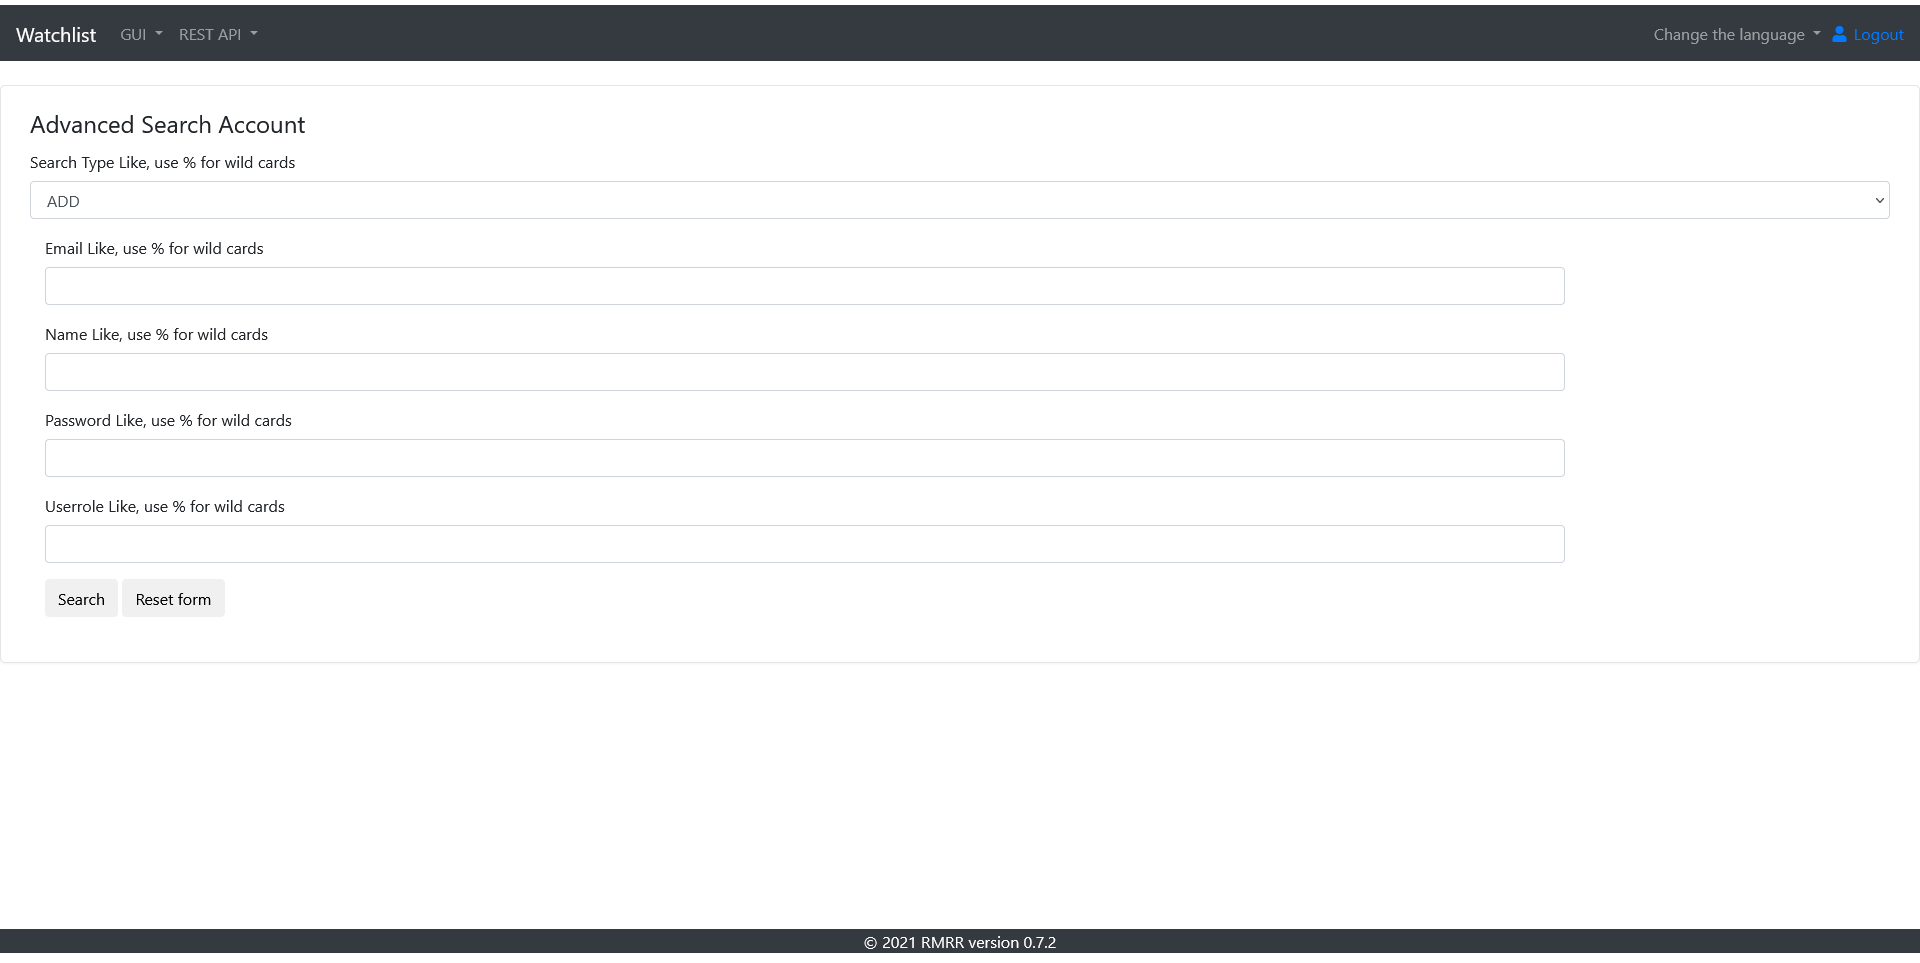 Watchlist GUI REST API Change the language Logout
Advanced Search Account
Search Type Like, use % for wild cards
ADD
Email Like, use % for wild cards
Name Like, use % for wild cards
Password Like, use % for wild cards
Userrole Like, use % for wild cards
Search Reset form
© 2021 RMRR version 0.7.2